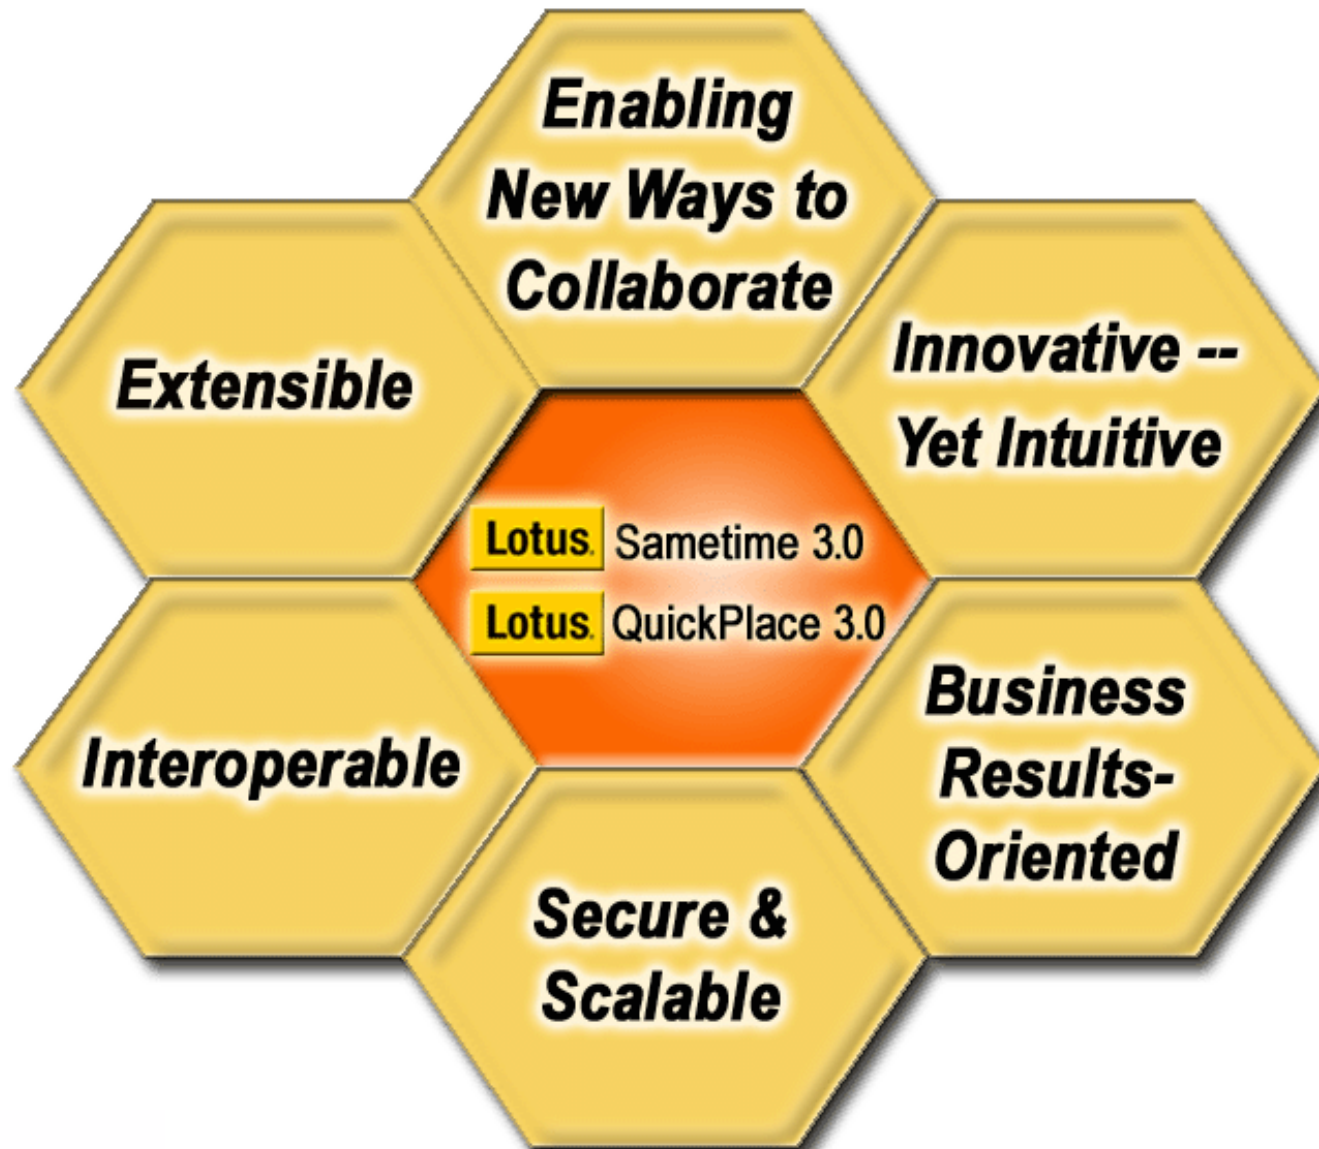 Enabling
New Ways to
Collaborate
Innovative --
Yet Intuitive
Extensible
Lotus. Sametime 3.0
Lotus. QuickPlace 3.0
Business
Results-
Oriented
Interoperable
Secure &
Scalable